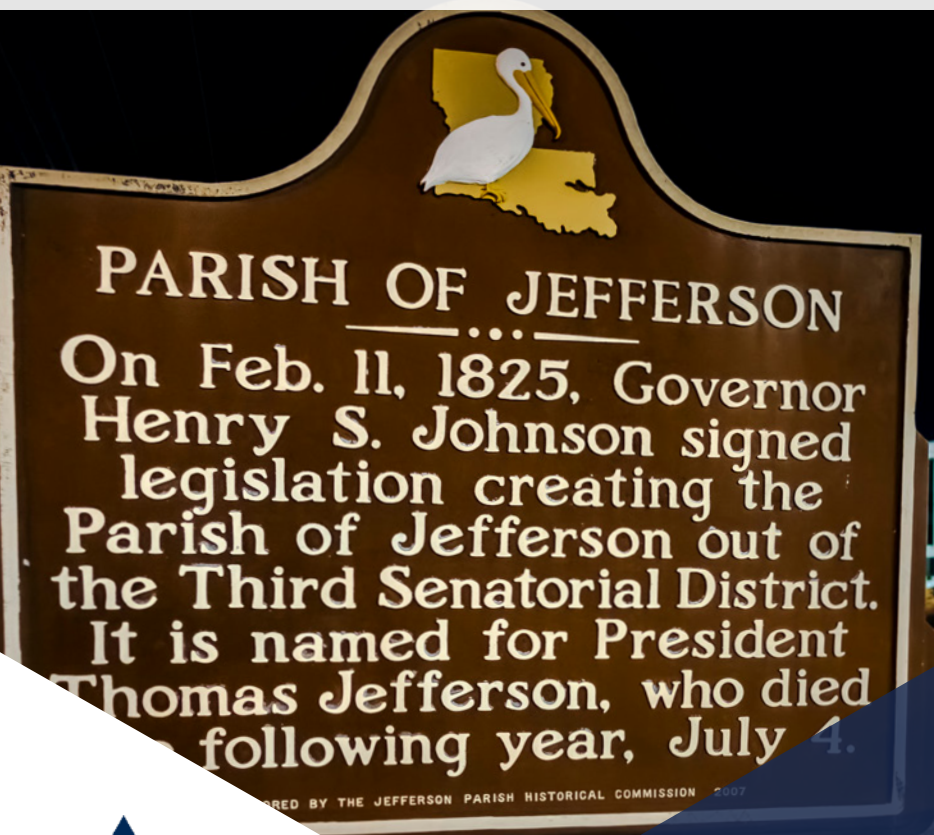 PARISH OF JEFFERSON
On Feb. 11, 1825, Governor
Henry S. Johnson signed
legislation creating the
Parish of Jefferson out of
the Third Senatorial District.
It is named for President
Thomas Jefferson, who died
following year, July 4.
BY THE JEFFERSON PARISH HISTORICAL COMMISSION 2007